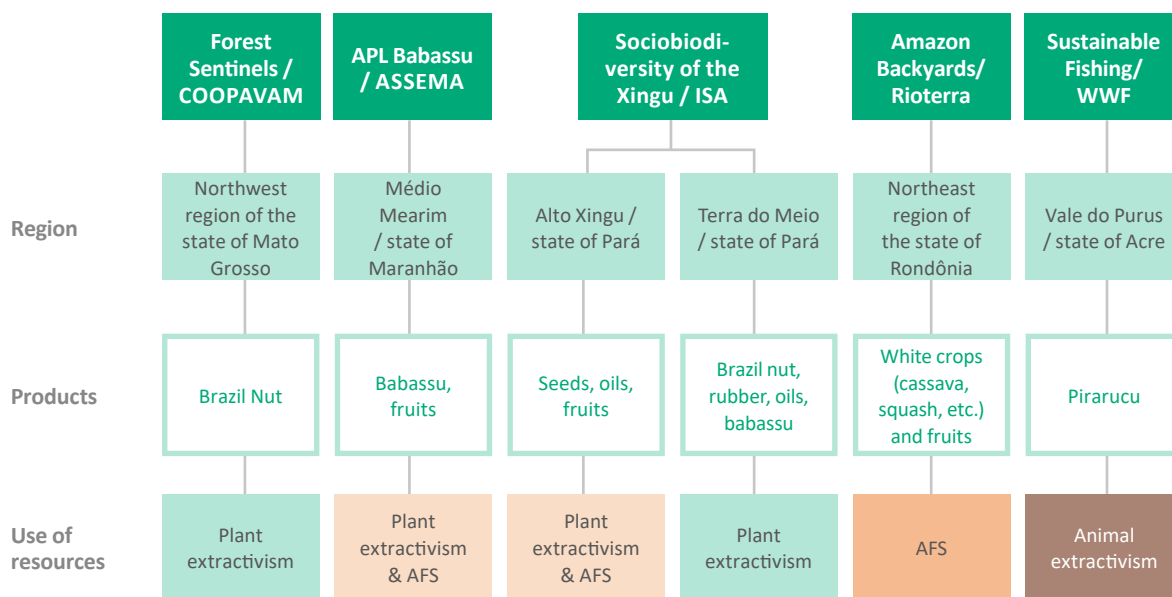 Forest
Sentinels /
COOPAVAM
APL Babassu
/ ASSEMA
Sociobiodi-
versity of the
Xingu / ISA
Amazon
Backyards/
Rioterra
Sustainable
Fishing/
WWF
Region
Northwest
region of the
state of Mato
Grosso
Médio
Mearim
/ state of
Maranhão
Alto Xingu /
state of Pará
Terra do Meio
/ state of Pará
Northeast
region of
the state of
Rondônia
Vale do Purus
/ state of Acre
Products
Brazil Nut
Babassu,
fruits
Seeds, oils,
fruits
Brazil nut,
rubber, oils,
babassu
White crops
(cassava,
squash, etc.)
and fruits
Pirarucu
Use of
resources
Plant
extractivism
Plant
extractivism
& AFS
Plant
extractivism
& AFS
Plant
extractivism
AFS
Animal
extractivism